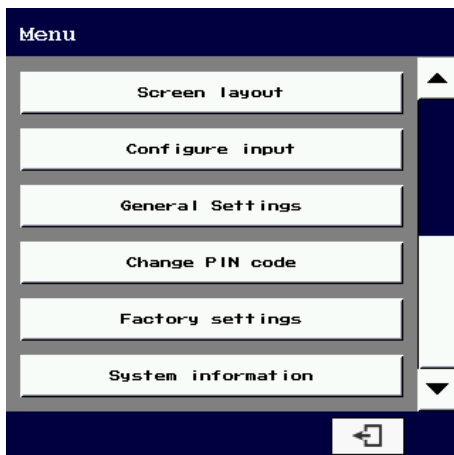 Menu
Screen layout
Configure input
General Settings
Change PIN code
Factory settings
System information